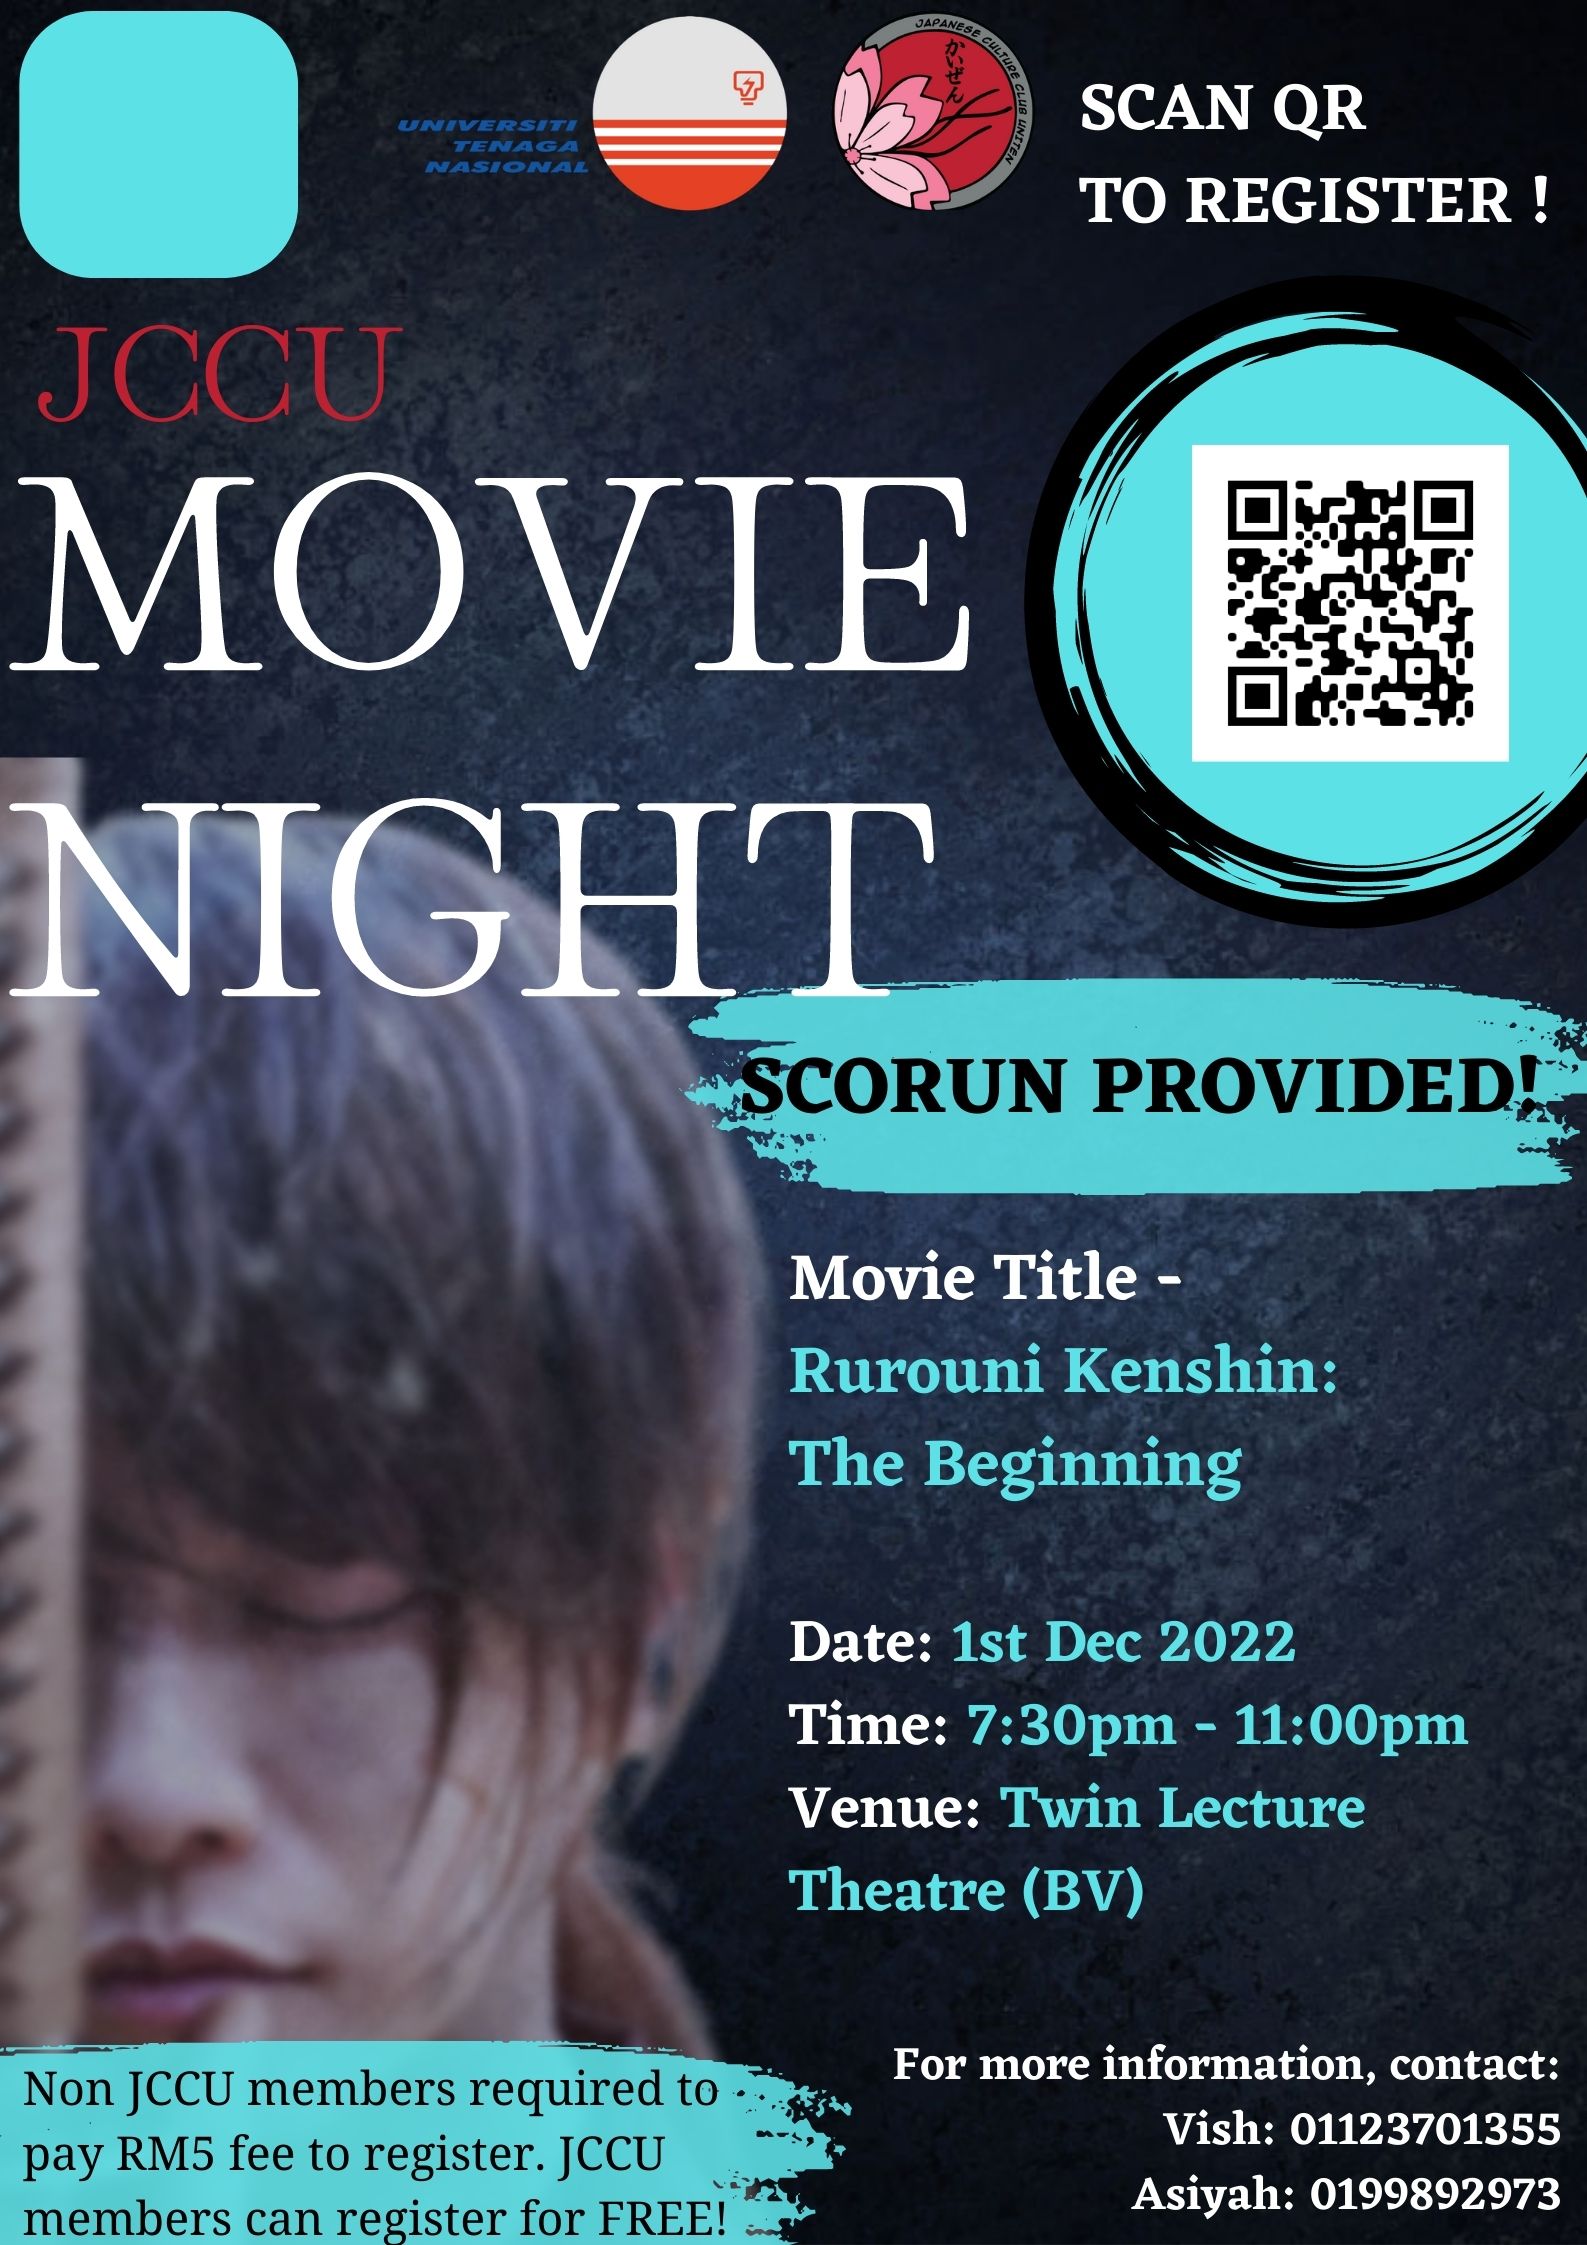 UNIVERSITI
TENAGA
NASIONAL
JAPANESE CULTURE CLUB UNITEN
かいぜん
SCAN QR
TO REGISTER !
JCCU
MOVIE
NIGHT
SCORUN PROVIDED!
Movie Title -
Rurouni Kenshin:
The Beginning
Date: 1st Dec 2022
Time: 7:30pm - 11:00pm
Venue: Twin Lecture
Theatre (BV)
Non JCCU members required to
pay RM5 fee to register. JCCU
members can register for FREE!
For more information, contact:
Vish: 01123701355
Asiyah: 0199892973